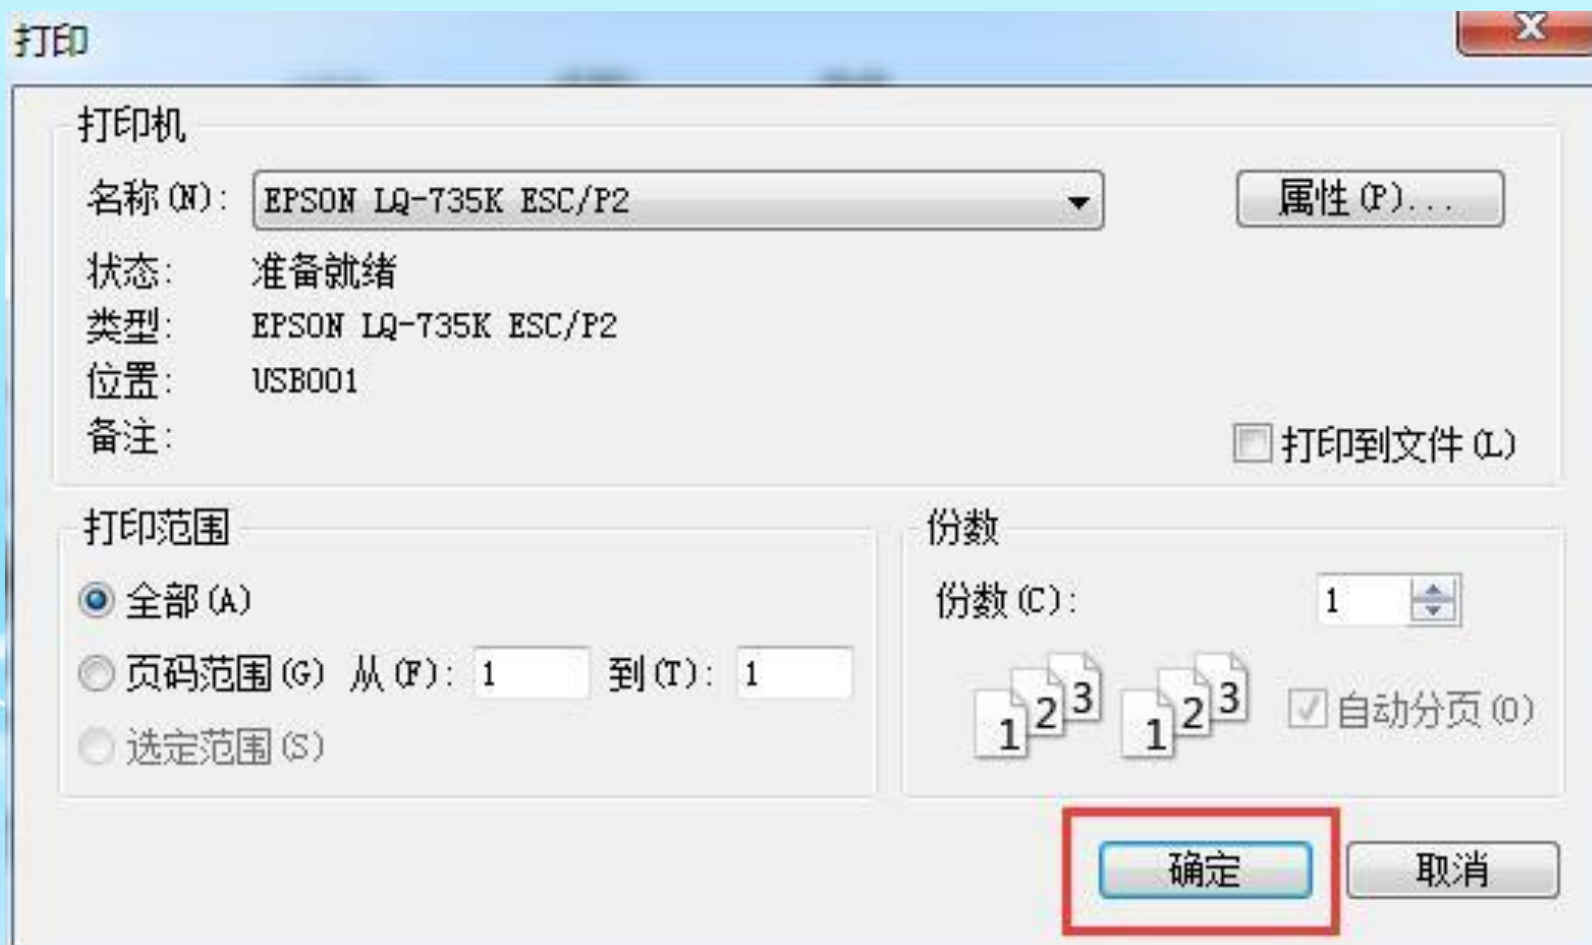 打印
打印机
名称(N): EPSON LQ-735K ESC/P2 属性(P)...
状态: 准备就绪
类型: EPSON LQ-735K ESC/P2
位置: USB001
备注:
打印到文件(L)
打印范围
全部(A)
页码范围(G) 从(F): 1 到(T): 1
选定范围(S)
份数
份数(C): 1
1 2 3 1 2 3 自动分页(O)
确定 取消